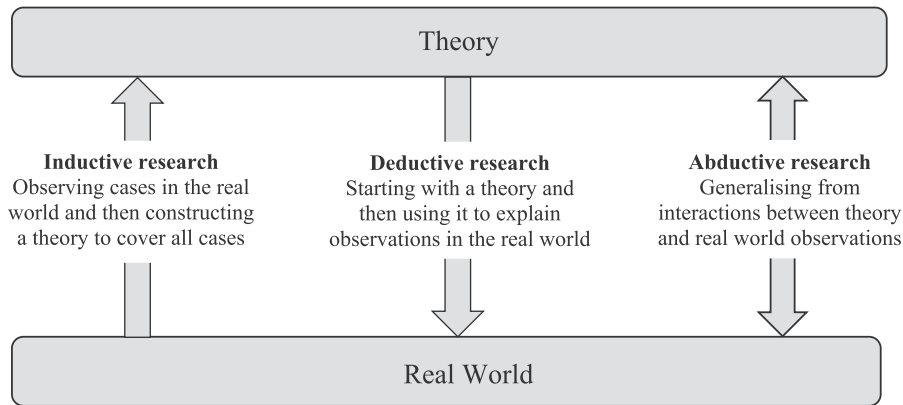 Theory
Inductive research
Observing cases in the real
world and then constructing
a theory to cover all cases
Deductive research
Starting with a theory and
then using it to explain
observations in the real world
Abductive research
Generalising from
interactions between theory
and real world observations
Real World